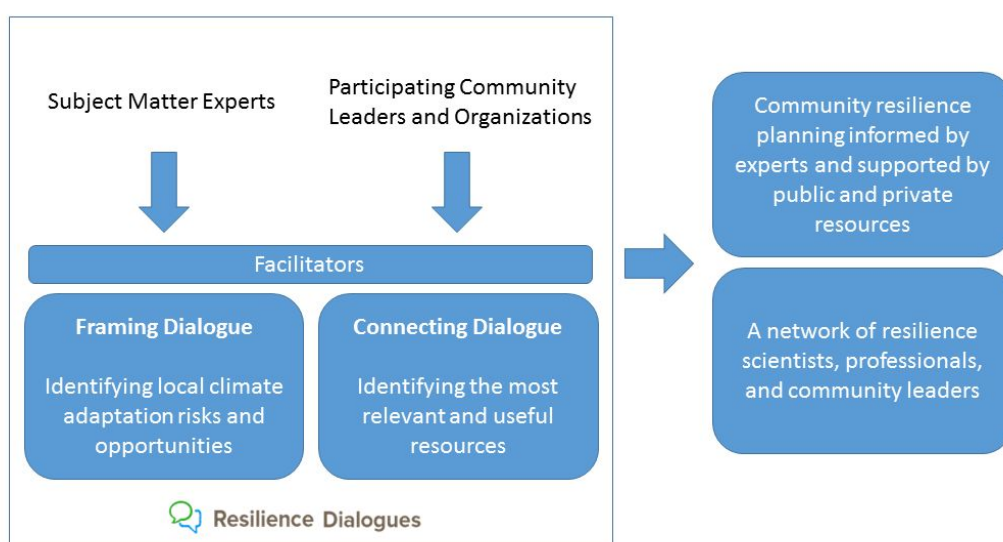 Subject Matter Experts
Participating Community
Leaders and Organizations
Facilitators
Framing Dialogue
Identifying local climate
adaptation risks and
opportunities
Connecting Dialogue
Identifying the most
relevant and useful
resources
Resilience Dialogues
Community resilience
planning informed by
experts and supported by
public and private
resources
A network of resilience
scientists, professionals,
and community leaders